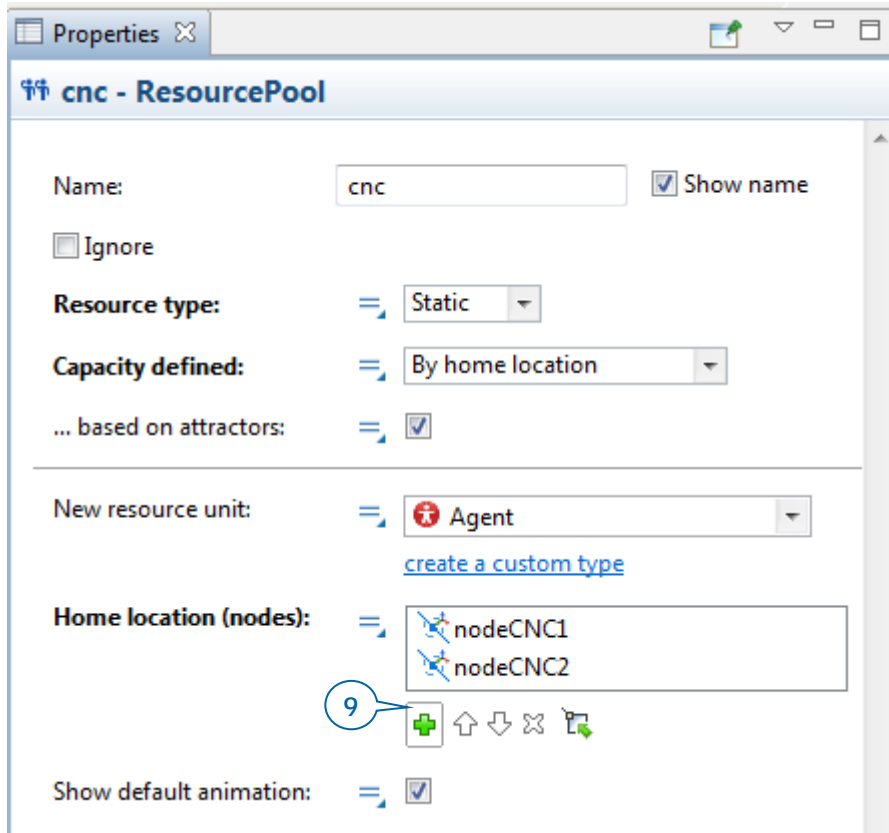 Properties
cnc - ResourcePool
Name: cnc Show name
Ignore
Resource type: Static
Capacity defined: By home location
... based on attractors:
New resource unit: Agent
create a custom type
Home location (nodes): nodeCNC1
nodeCNC2
9
Show default animation: